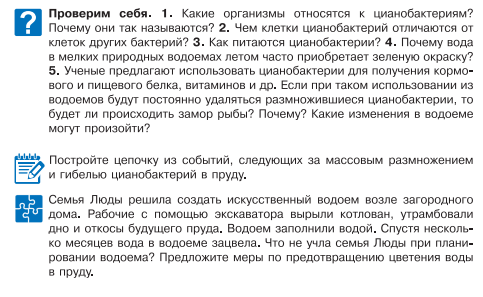 ?
Проверим себя. 1. Какие организмы относятся к цианобактериям?
Почему они так называются? 2. Чем клетки цианобактерий отличаются от
клеток других бактерий? 3. Как питаются цианобактерии? 4. Почему вода
в мелких природных водоемах летом часто приобретает зеленую окраску?
5. Ученые предлагают использовать цианобактерии для получения кормо-
вого и пищевого белка, витаминов и др. Если при таком использовании из
водоемов будут постоянно удаляться размножившиеся цианобактерии, то
будет ли происходить замор рыбы? Почему? Какие изменения в водоеме
могут произойти?
Постройте цепочку из событий, следующих за массовым размножением
и гибелью цианобактерий в пруду.
Семья Люды решила создать искусственный водоем возле загородного
дома. Рабочие с помощью экскаватора вырыли котлован, утрамбовали
дно и откосы будущего пруда. Водоем заполнили водой. Спустя несколь-
ко месяцев вода в водоеме зацвела. Что не учла семья Люды при плани-
ровании водоема? Предложите меры по предотвращению цветения воды
в пруду.